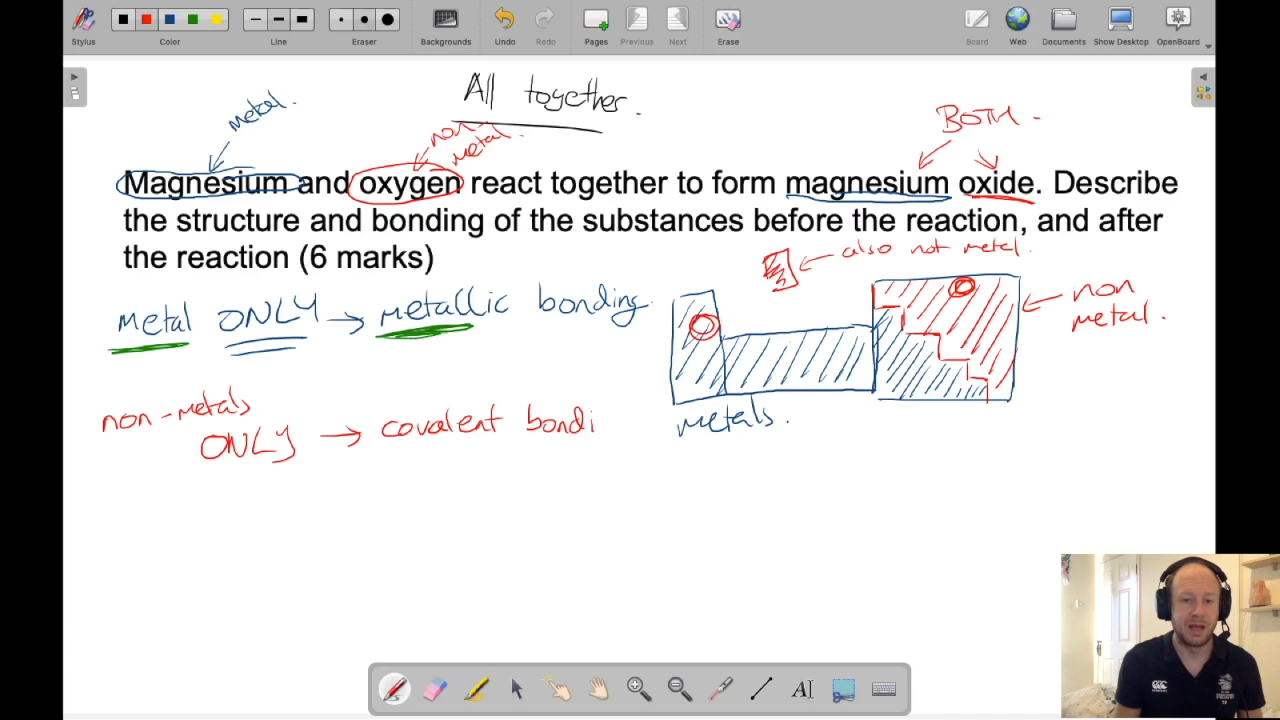 Stylus Color Line Eraser Backgrounds Undo Redo Pages Previous Next Erase Board Web Documents Show Desktop OpenBoard
All together.
metal.
non-metal.
BOTH.
Magnesium and oxygen react together to form magnesium oxide. Describe
the structure and bonding of the substances before the reaction, and after
the reaction (6 marks)
also not metal.
metal ONLY → metallic bonding.
non
metal.
metals.
non-metals
ONLY → covalent bondi